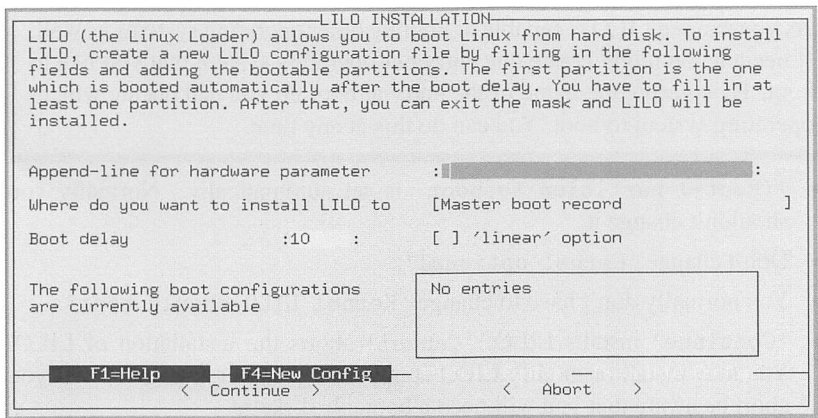 LILO INSTALLATION
LILO (the Linux Loader) allows you to boot Linux from hard disk. To install
LILO, create a new LILO configuration file by filling in the following
fields and adding the bootable partitions. The first partition is the one
which is booted automatically after the boot delay. You have to fill in at
least one partition. After that, you can exit the mask and LILO will be
installed.
Append-line for hardware parameter : :
Where do you want to install LILO to [Master boot record ]
Boot delay :10 : [ ] 'linear' option
The following boot configurations
are currently available
No entries
F1=Help F4=New Config
< Continue > < Abort >